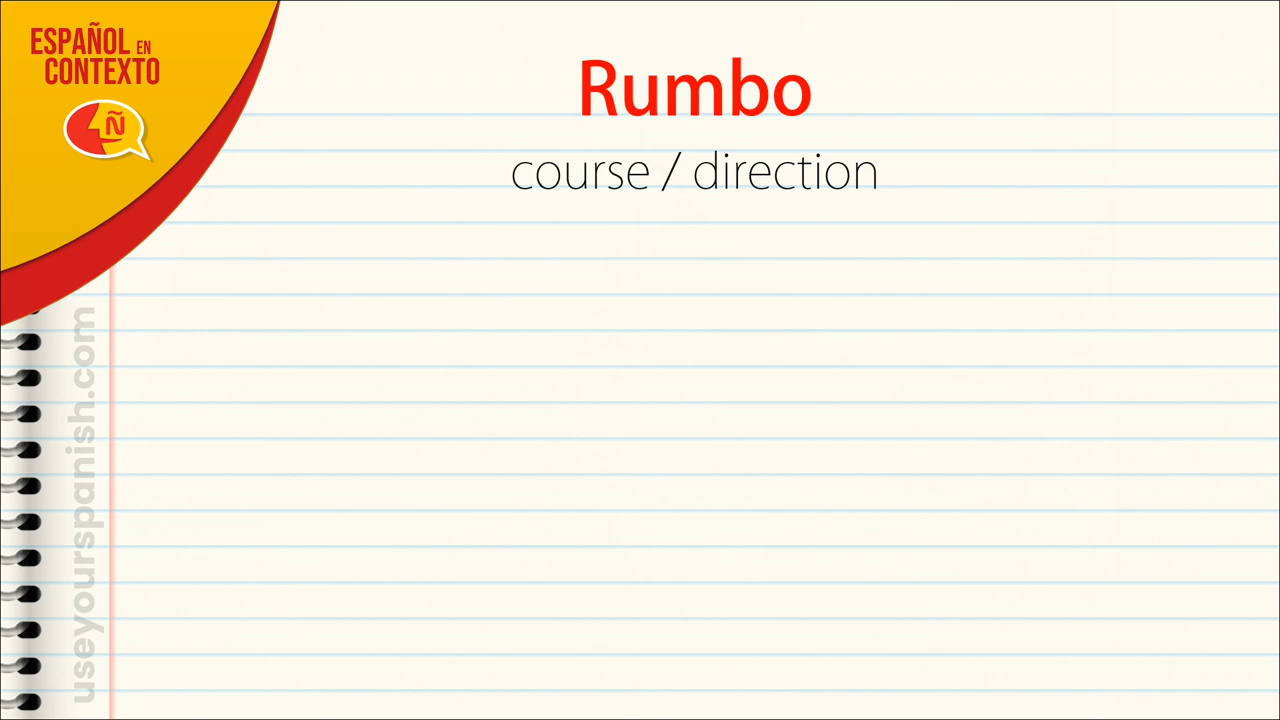 ESPAÑOL EN
CONTEXTO
Ñ
Rumbo
course / direction
useyourspanish.com